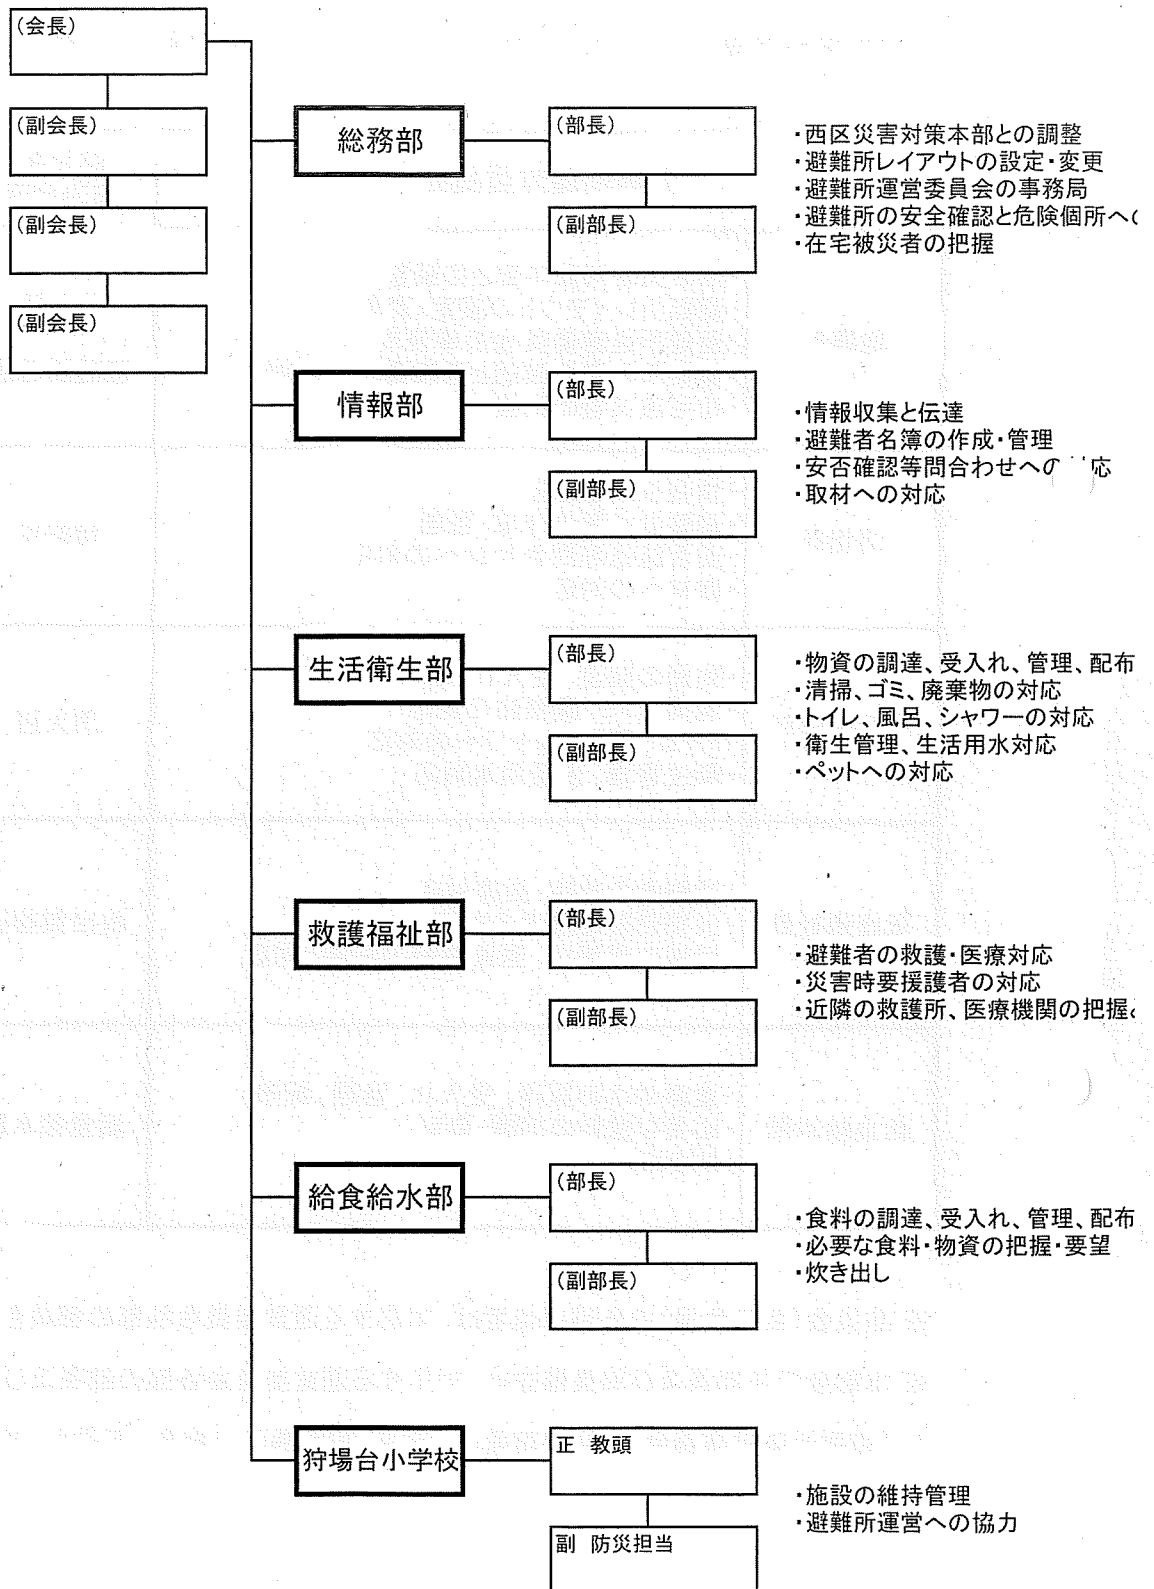 (会長)
(副会長)
(副会長)
(副会長)
総務部
(部長)
(副部長)
・西区災害対策本部との調整
・避難所レイアウトの設定・変更
・避難所運営委員会の事務局
・避難所の安全確認と危険個所へ
・在宅被災者の把握
情報部
(部長)
(副部長)
・情報収集と伝達
・避難者名簿の作成・管理
・安否確認等問合わせへの 応
・取材への対応
生活衛生部
(部長)
(副部長)
・物資の調達、受入れ、管理、配布
・清掃、ゴミ、廃棄物の対応
・トイレ、風呂、シャワーの対応
・衛生管理、生活用水対応
・ペットへの対応
救護福祉部
(部長)
(副部長)
・避難者の救護・医療対応
・災害時要援護者の対応
・近隣の救護所、医療機関の把握
給食給水部
(部長)
(副部長)
・食料の調達、受入れ、管理、配布
・必要な食料・物資の把握・要望
・炊き出し
狩場台小学校
正 教頭
副 防災担当
・施設の維持管理
・避難所運営への協力